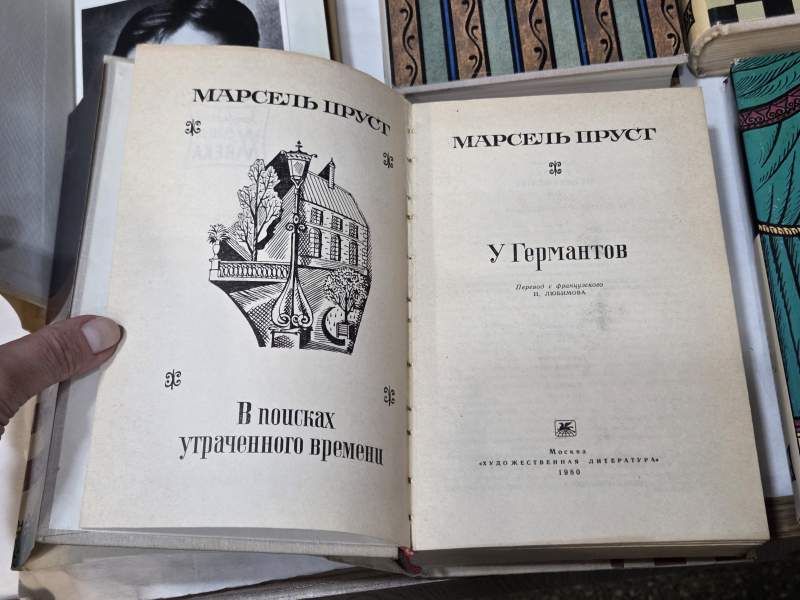 МАРСЕЛЬ ПРУСТ
В поисках
утраченного времени
МАРСЕЛЬ ПРУСТ
У Германтов
Перевод с французского
Н. ЛЮБИМОВА
Москва
«ХУДОЖЕСТВЕННАЯ ЛИТЕРАТУРА»
1980